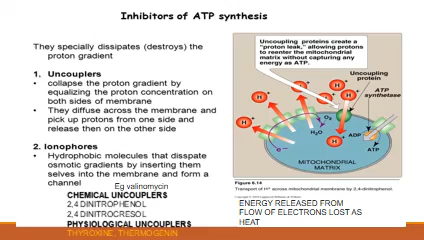 Inhibitors of ATP synthesis
They specially dissipates (destroys) the
proton gradient
1. Uncouplers
• collapse the proton gradient by
equalizing the proton concentration on
both sides of membrane
• They diffuse across the membrane and
pick up protons from one side and
release then on the other side
2. Ionophores
• Hydrophobic molecules that disspate
osmotic gradients by inserting them
selves into the membrane and form a
channel
Eg valinomycin
CHEMICAL UNCOUPLERS
2,4 DINITROPHENOL
2,4 DINITROCRESOL
PHYSIOLOGICAL UNCOUPLERS
THYROXINE, THERMOGENIN
Uncoupling proteins create a
"proton leak," allowing protons
to reenter the mitochondrial
matrix without capturing any
energy as ATP.
Uncoupling
protein
ATP
synthetase
H+
H+
H+
H+
H+
H+
H+
O2
H2O
e−
ADP
ATP
MITOCHONDRIAL
MATRIX
Figure 6.14
Transport of H+ across mitochondrial membrane by 2,4-dinitrophenol.
ENERGY RELEASED FROM
FLOW OF ELECTRONS LOST AS
HEAT